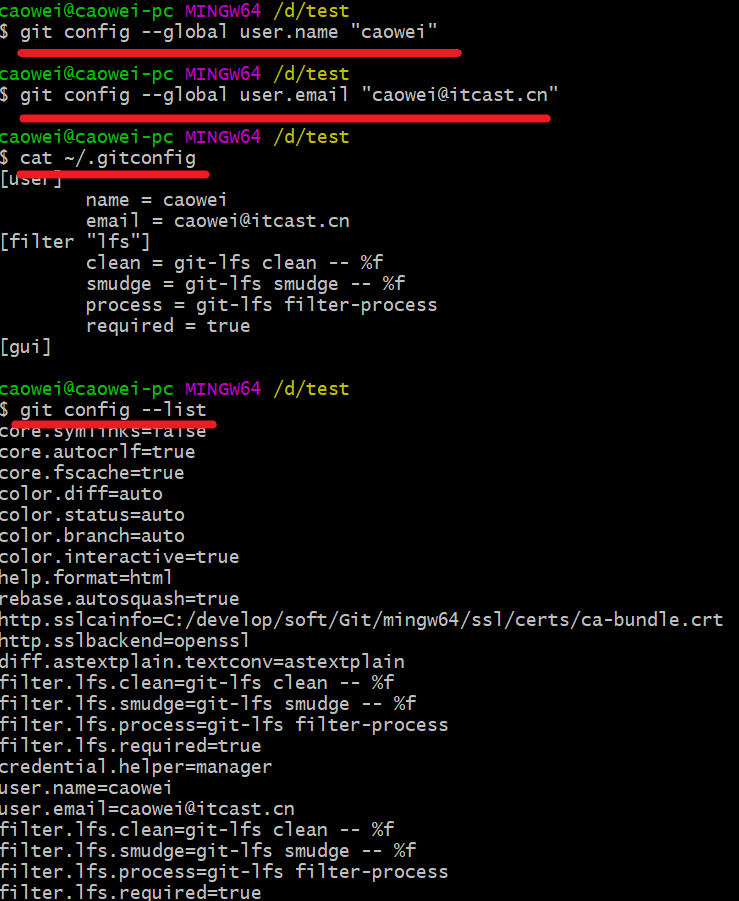 caowei@caowei-pc MINGW64 /d/test
$ git config --global user.name "caowei"
caowei@caowei-pc MINGW64 /d/test
$ git config --global user.email "caowei@itcast.cn"
caowei@caowei-pc MINGW64 /d/test
$ cat ~/.gitconfig
[user]
name = caowei
email = caowei@itcast.cn
[filter "lfs"]
clean = git-lfs clean -- %f
smudge = git-lfs smudge -- %f
process = git-lfs filter-process
required = true
[gui]
caowei@caowei-pc MINGW64 /d/test
$ git config --list
core.symlinks=false
core.autocrlf=true
core.fscache=true
color.diff=auto
color.status=auto
color.branch=auto
color.interactive=true
help.format=html
rebase.autosquash=true
http.sslcainfo=C:/develop/soft/Git/mingw64/ssl/certs/ca-bundle.crt
http.sslbackend=openssl
diff.astextplain.textconv=astextplain
filter.lfs.clean=git-lfs clean -- %f
filter.lfs.smudge=git-lfs smudge -- %f
filter.lfs.process=git-lfs filter-process
filter.lfs.required=true
credential.helper=manager
user.name=caowei
user.email=caowei@itcast.cn
filter.lfs.clean=git-lfs clean -- %f
filter.lfs.smudge=git-lfs smudge -- %f
filter.lfs.process=git-lfs filter-process
filter.lfs.required=true